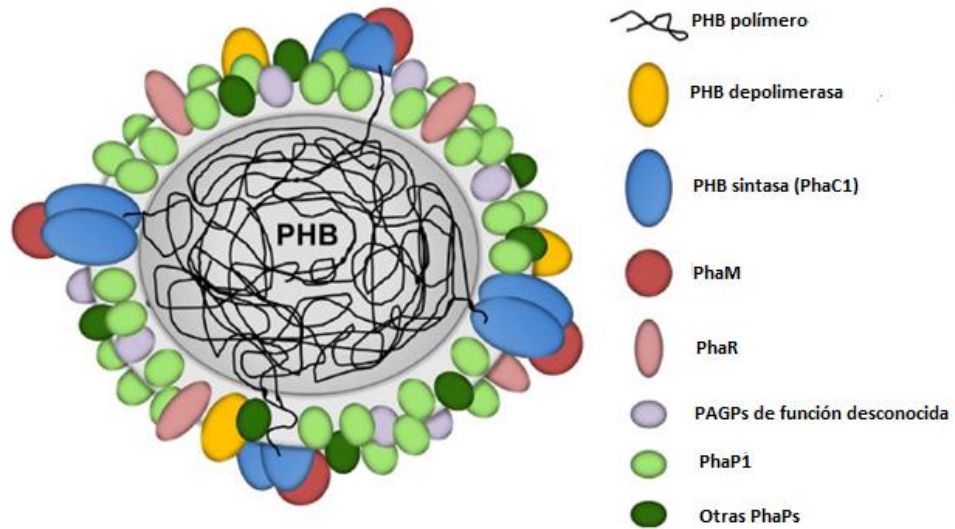 PHB
PHB polímero
PHB depolimerasa
PHB sintasa (PhaC1)
PhaM
PhaR
PAGPs de función desconocida
PhaP1
Otras PhaPs